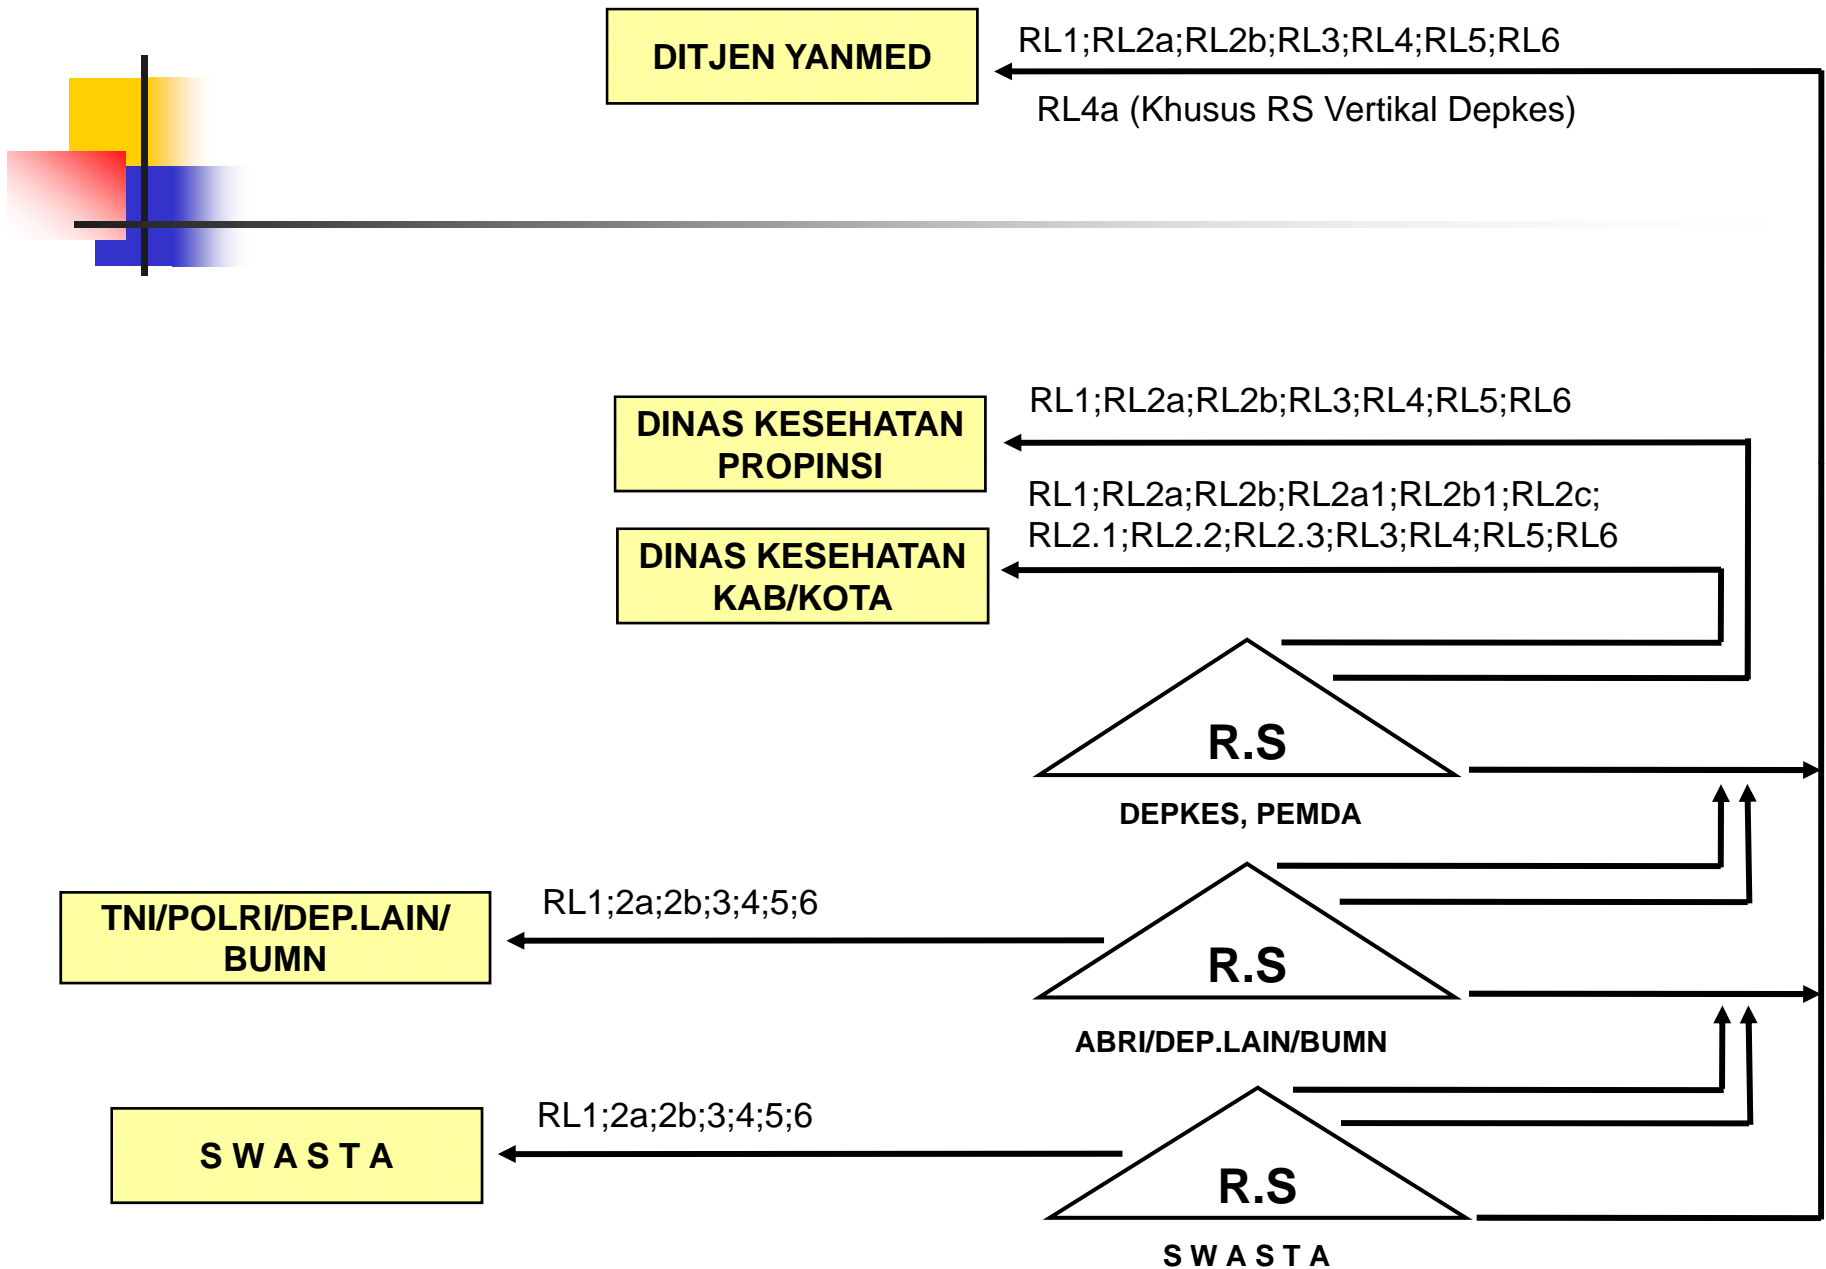 DITJEN YANMED
RL1;RL2a;RL2b;RL3;RL4;RL5;RL6
RL4a (Khusus RS Vertikal Depkes)
DINAS KESEHATAN
PROPINSI
RL1;RL2a;RL2b;RL3;RL4;RL5;RL6
RL1;RL2a;RL2b;RL2a1;RL2b1;RL2c;
RL2.1;RL2.2;RL2.3;RL3;RL4;RL5;RL6
DINAS KESEHATAN
KAB/KOTA
R.S
DEPKES, PEMDA
TNI/POLRI/DEP.LAIN/
BUMN
RL1;2a;2b;3;4;5;6
R.S
ABRI/DEP.LAIN/BUMN
S W A S T A
RL1;2a;2b;3;4;5;6
R.S
S W A S T A